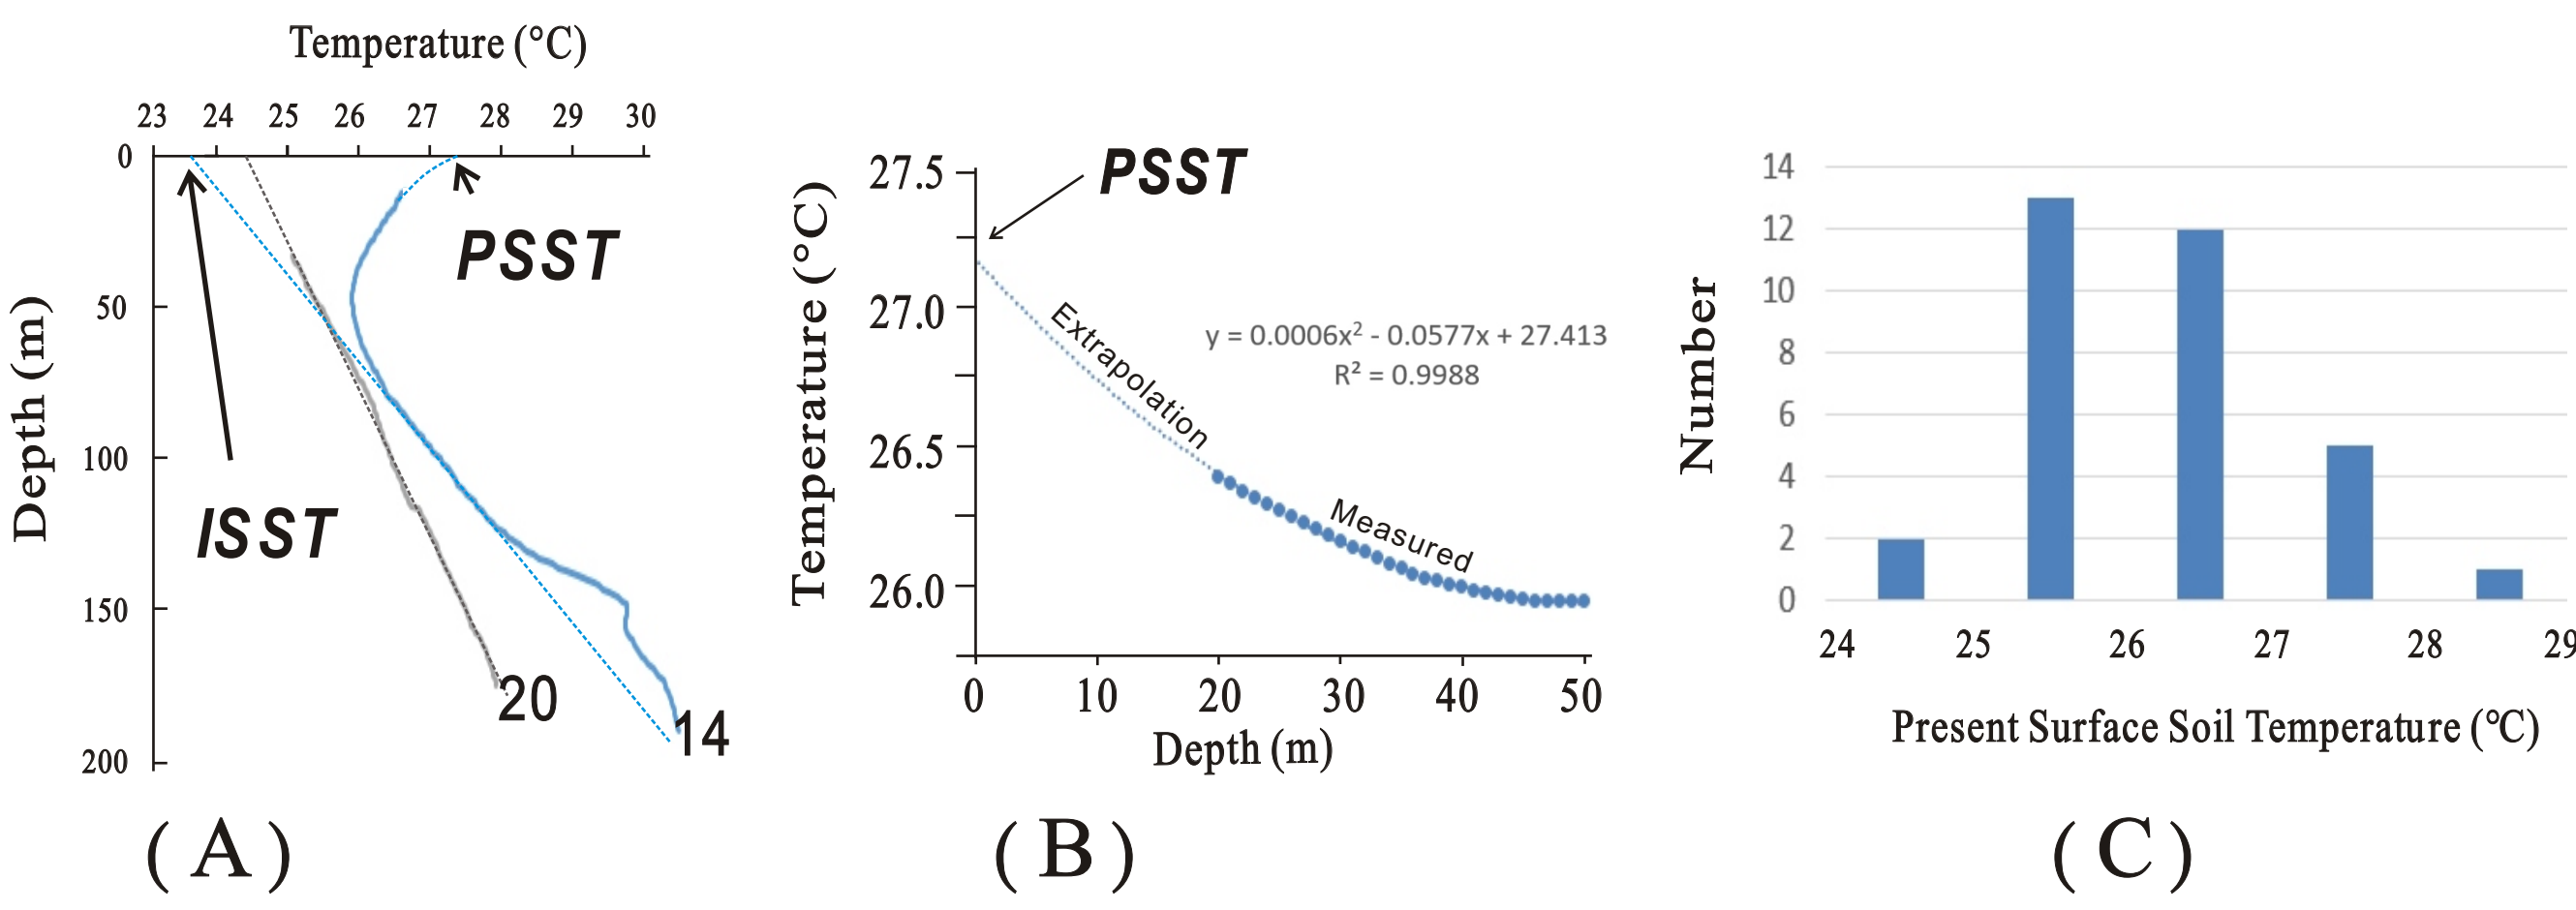 Temperature (°C)
23 24 25 26 27 28 29 30
0
50
100
150
200
Depth (m)
PSST
ISST
20
14
( A )
PSST
27.5
27.0
26.5
26.0
Temperature (°C)
Extrapolation
y = 0.0006x² - 0.0577x + 27.413
R² = 0.9988
Measured
0 10 20 30 40 50
Depth (m)
( B )
14
12
10
8
6
4
2
0
Number
24 25 26 27 28 29
Present Surface Soil Temperature (°C)
( C )